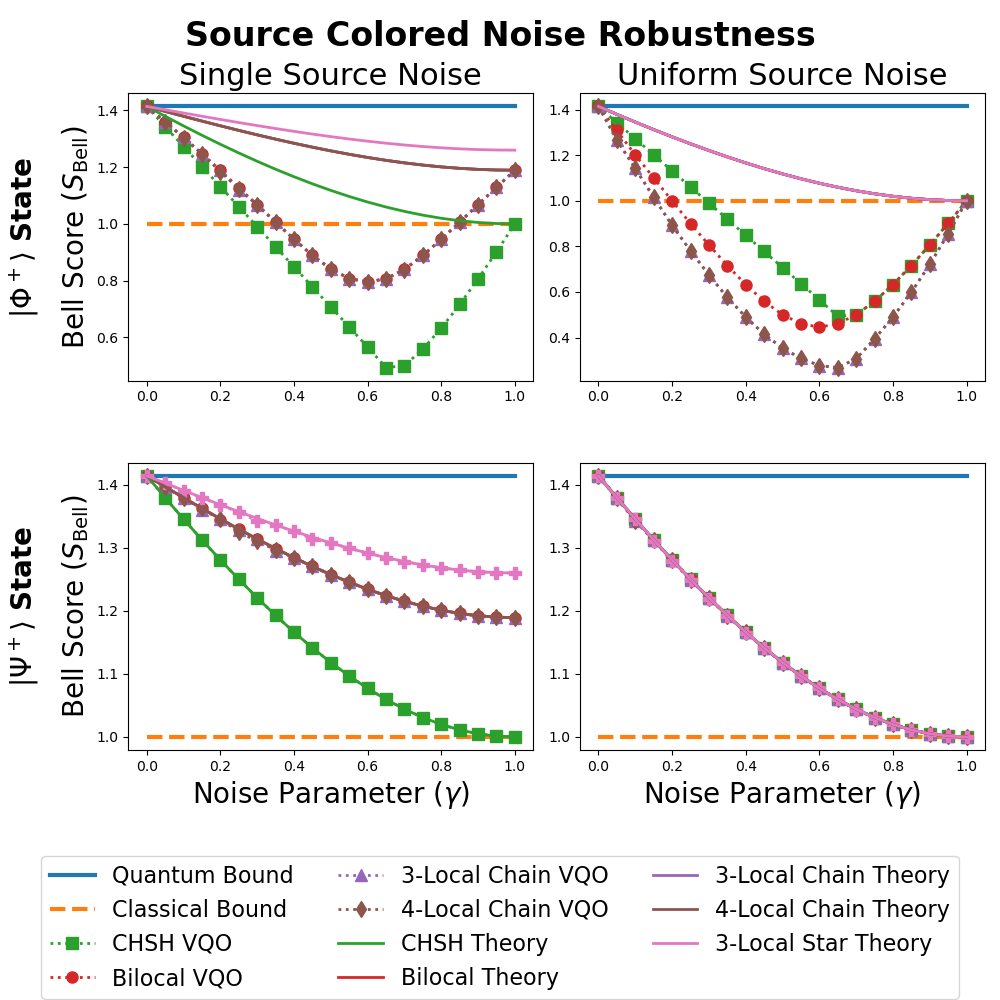 Source Colored Noise Robustness
Single Source Noise
Uniform Source Noise
|Φ⁺⟩ State
Bell Score (S_Bell)
1.4
1.2
1.0
0.8
0.6
0.0 0.2 0.4 0.6 0.8 1.0
1.4
1.2
1.0
0.8
0.6
0.4
0.0 0.2 0.4 0.6 0.8 1.0
|Ψ⁺⟩ State
Bell Score (S_Bell)
1.4
1.3
1.2
1.1
1.0
0.0 0.2 0.4 0.6 0.8 1.0
Noise Parameter (γ)
1.4
1.3
1.2
1.1
1.0
0.0 0.2 0.4 0.6 0.8 1.0
Noise Parameter (γ)
Quantum Bound
Classical Bound
CHSH VQO
Bilocal VQO
3-Local Chain VQO
4-Local Chain VQO
CHSH Theory
Bilocal Theory
3-Local Chain Theory
4-Local Chain Theory
3-Local Star Theory